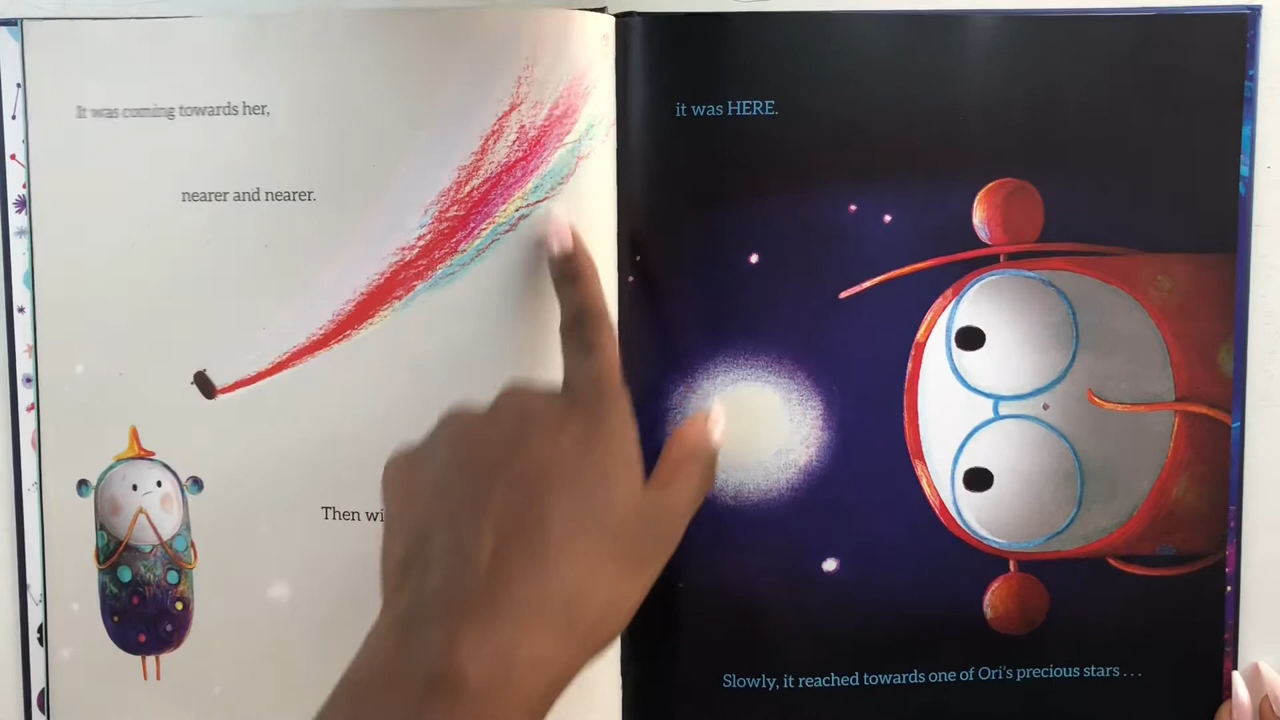 It was coming towards her,
nearer and nearer.
Then
it was HERE.
Slowly, it reached towards one of Ori's precious stars . . .